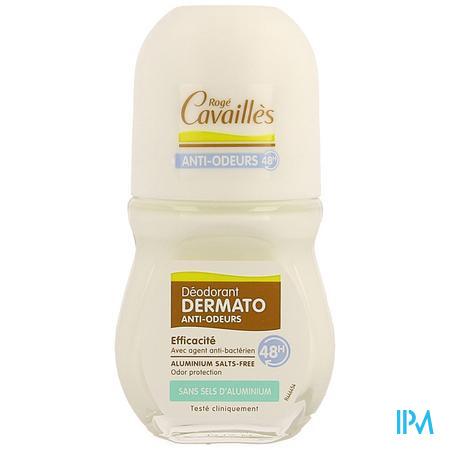 Rogé
Cavaillès
ANTI-ODEURS 48H
Déodorant
DERMATO
ANTI-ODEURS
Efficacité
Avec agent anti-bactérien
48H
ALUMINIUM SALTS-FREE
Odor protection
SANS SELS D'ALUMINIUM
Testé cliniquement
IPM